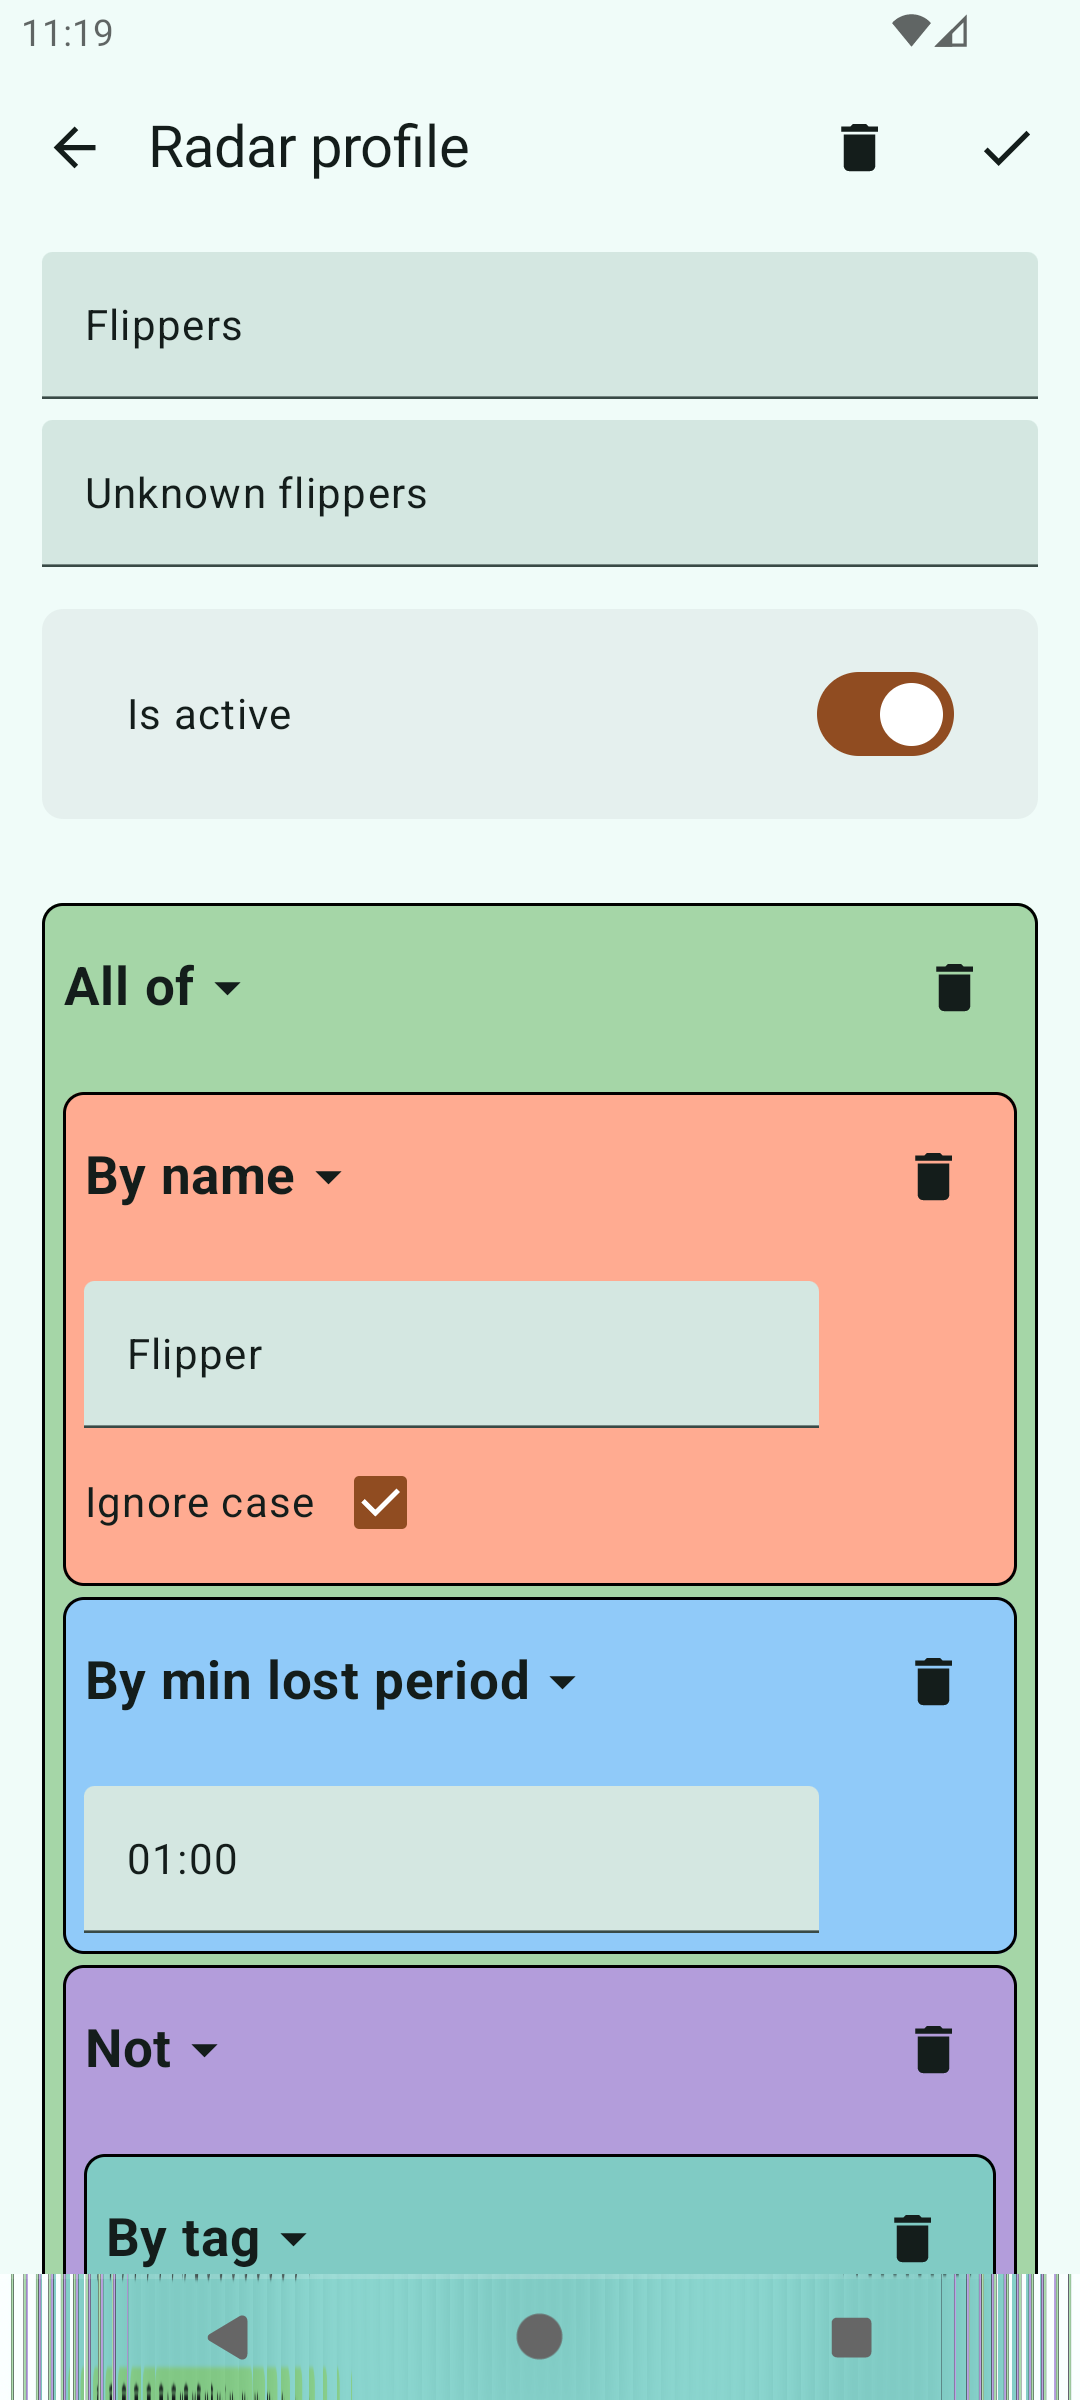 11:19
Radar profile
Flippers
Unknown flippers
Is active
All of
By name
Flipper
Ignore case
By min lost period
01:00
Not
By tag